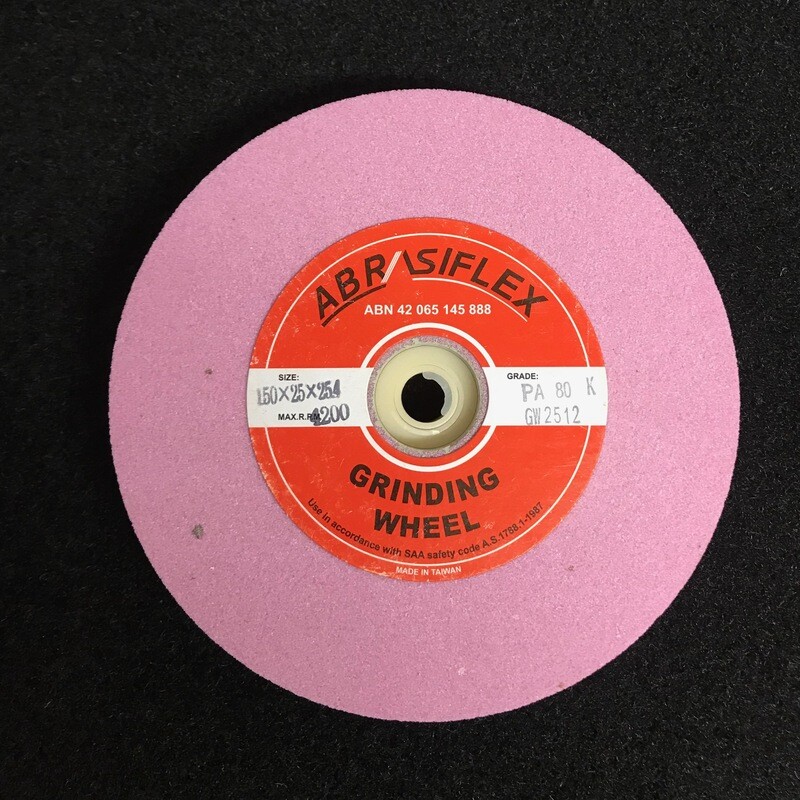 ABRASIFLEX
ABN 42 065 145 888
SIZE:
150×25×25.4
MAX.R.P.M. 4200
GRADE:
PA 80 K
GW2512
GRINDING
WHEEL
Use in accordance with SAA safety code A.S.1788.1-1987
MADE IN TAIWAN